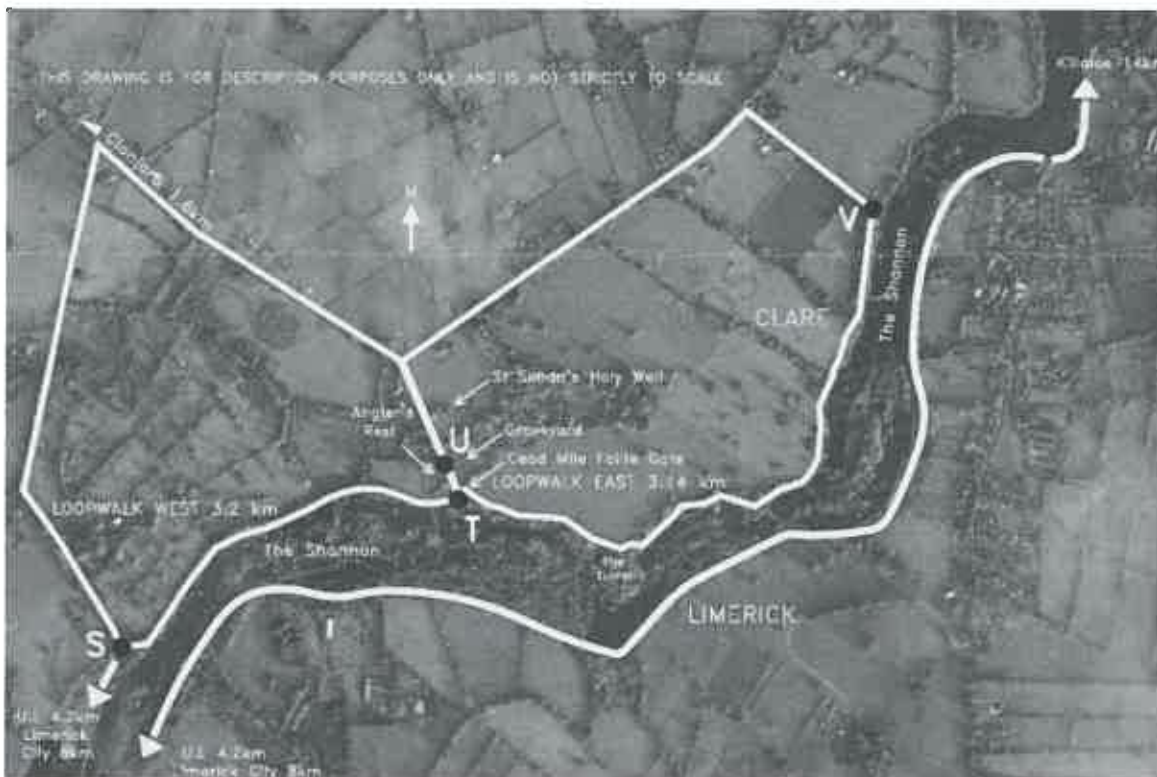 THIS DRAWING IS FOR DESCRIPTION PURPOSES ONLY AND IS NOT STRICTLY TO SCALE
14km
Clonlara 1.6km
N
V
The Shannon
CLARE
St Senan's Holy Well
Angler's
Rest
U
Graveyard
Cead Mile Failte Gate
LOOPWALK EAST 3.14 km
LOOPWALK WEST 3.2 km
T
The Shannon
The
LIMERICK
S
U.L 4.2km
Limerick
City 8km
U.L 4.2km
Limerick City 8km